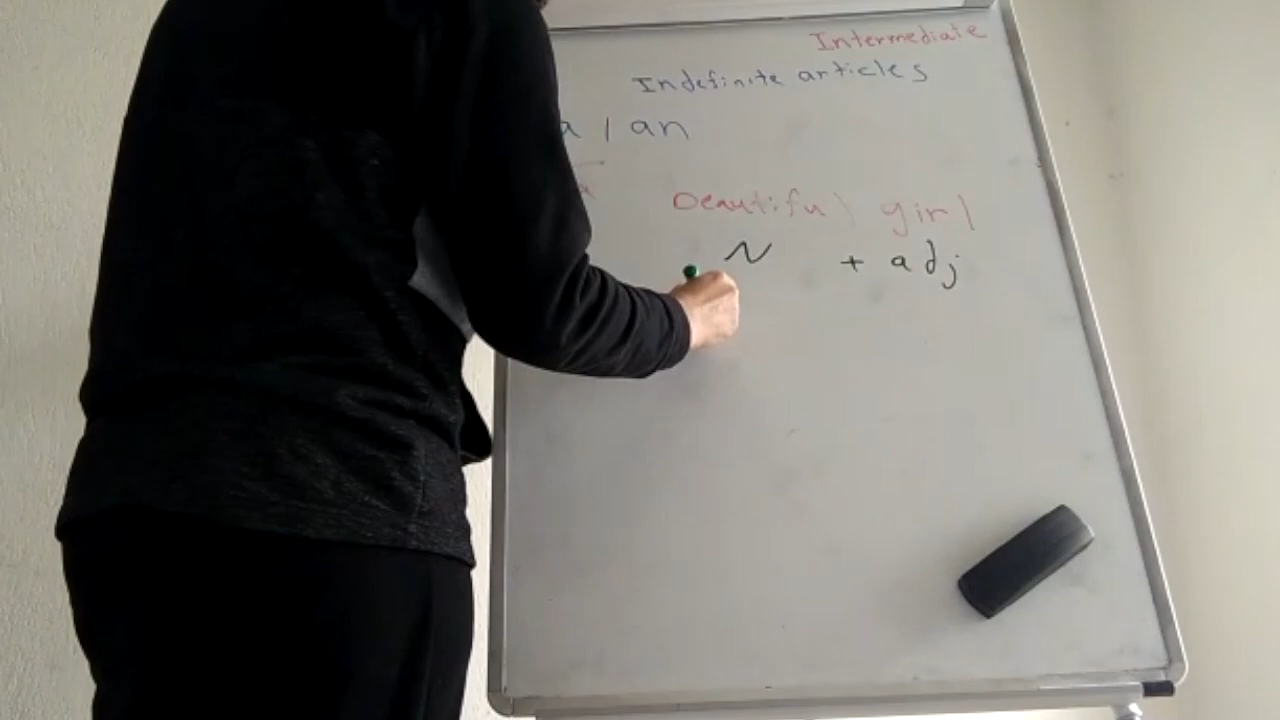 Intermediate
Indefinite articles
a / an
a beautiful girl
N + adj